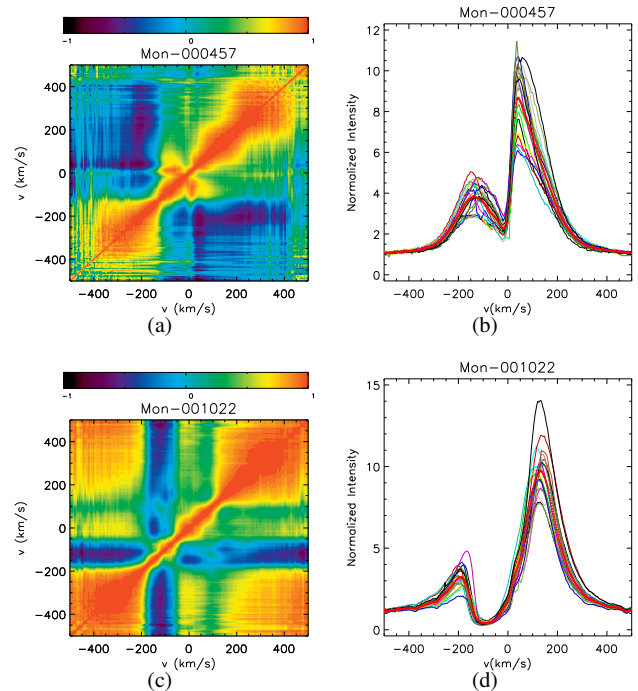 Mon-000457
-1 0 1
v (km/s)
400
200
0
-200
-400
-400 -200 0 200 400
v (km/s)
(a)
Mon-000457
Normalized Intensity
12
10
8
6
4
2
0
-400 -200 0 200 400
v(km/s)
(b)
-1 0 1
Mon-001022
v (km/s)
400
200
0
-200
-400
-400 -200 0 200 400
v (km/s)
(c)
Mon-001022
Normalized Intensity
15
10
5
0
-400 -200 0 200 400
v(km/s)
(d)